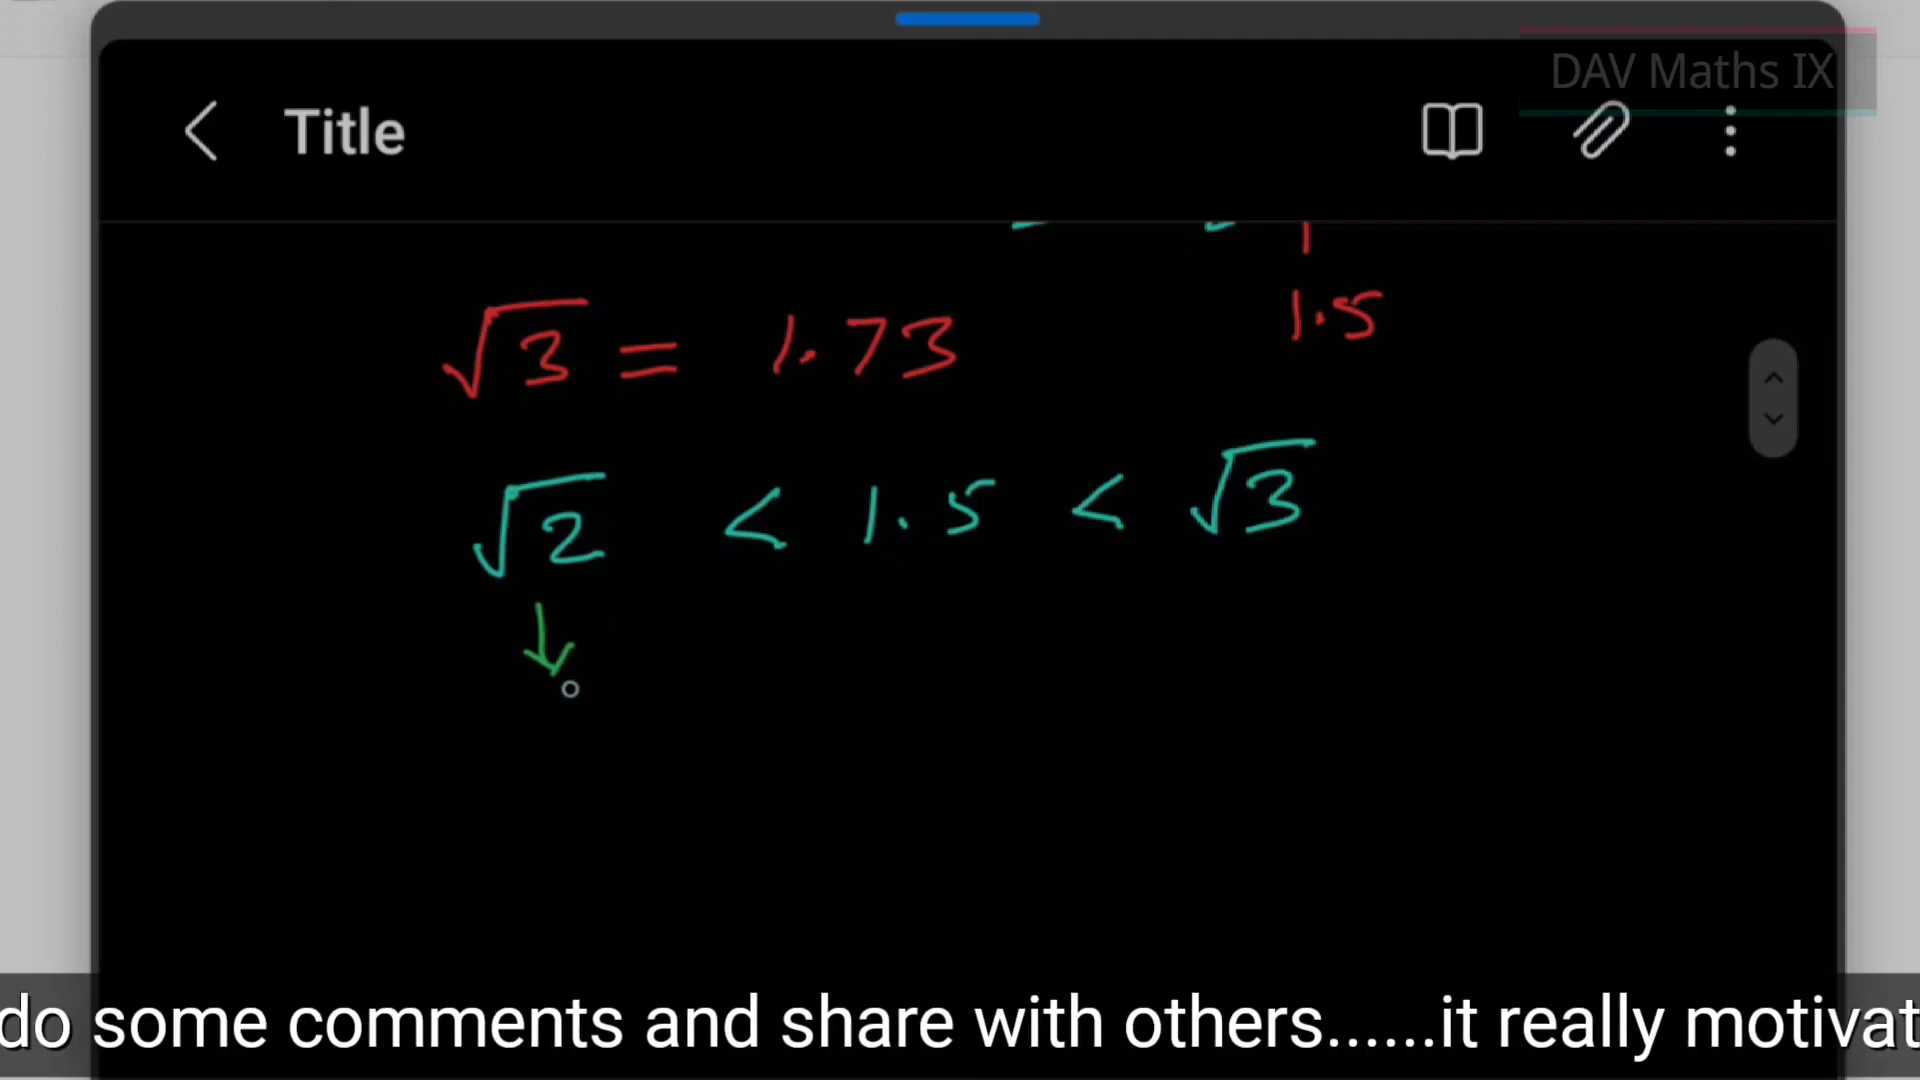 DAV Maths IX
Title
1.5
√3 = 1.73
√2 < 1.5 < √3
do some comments and share with others......it really motivat